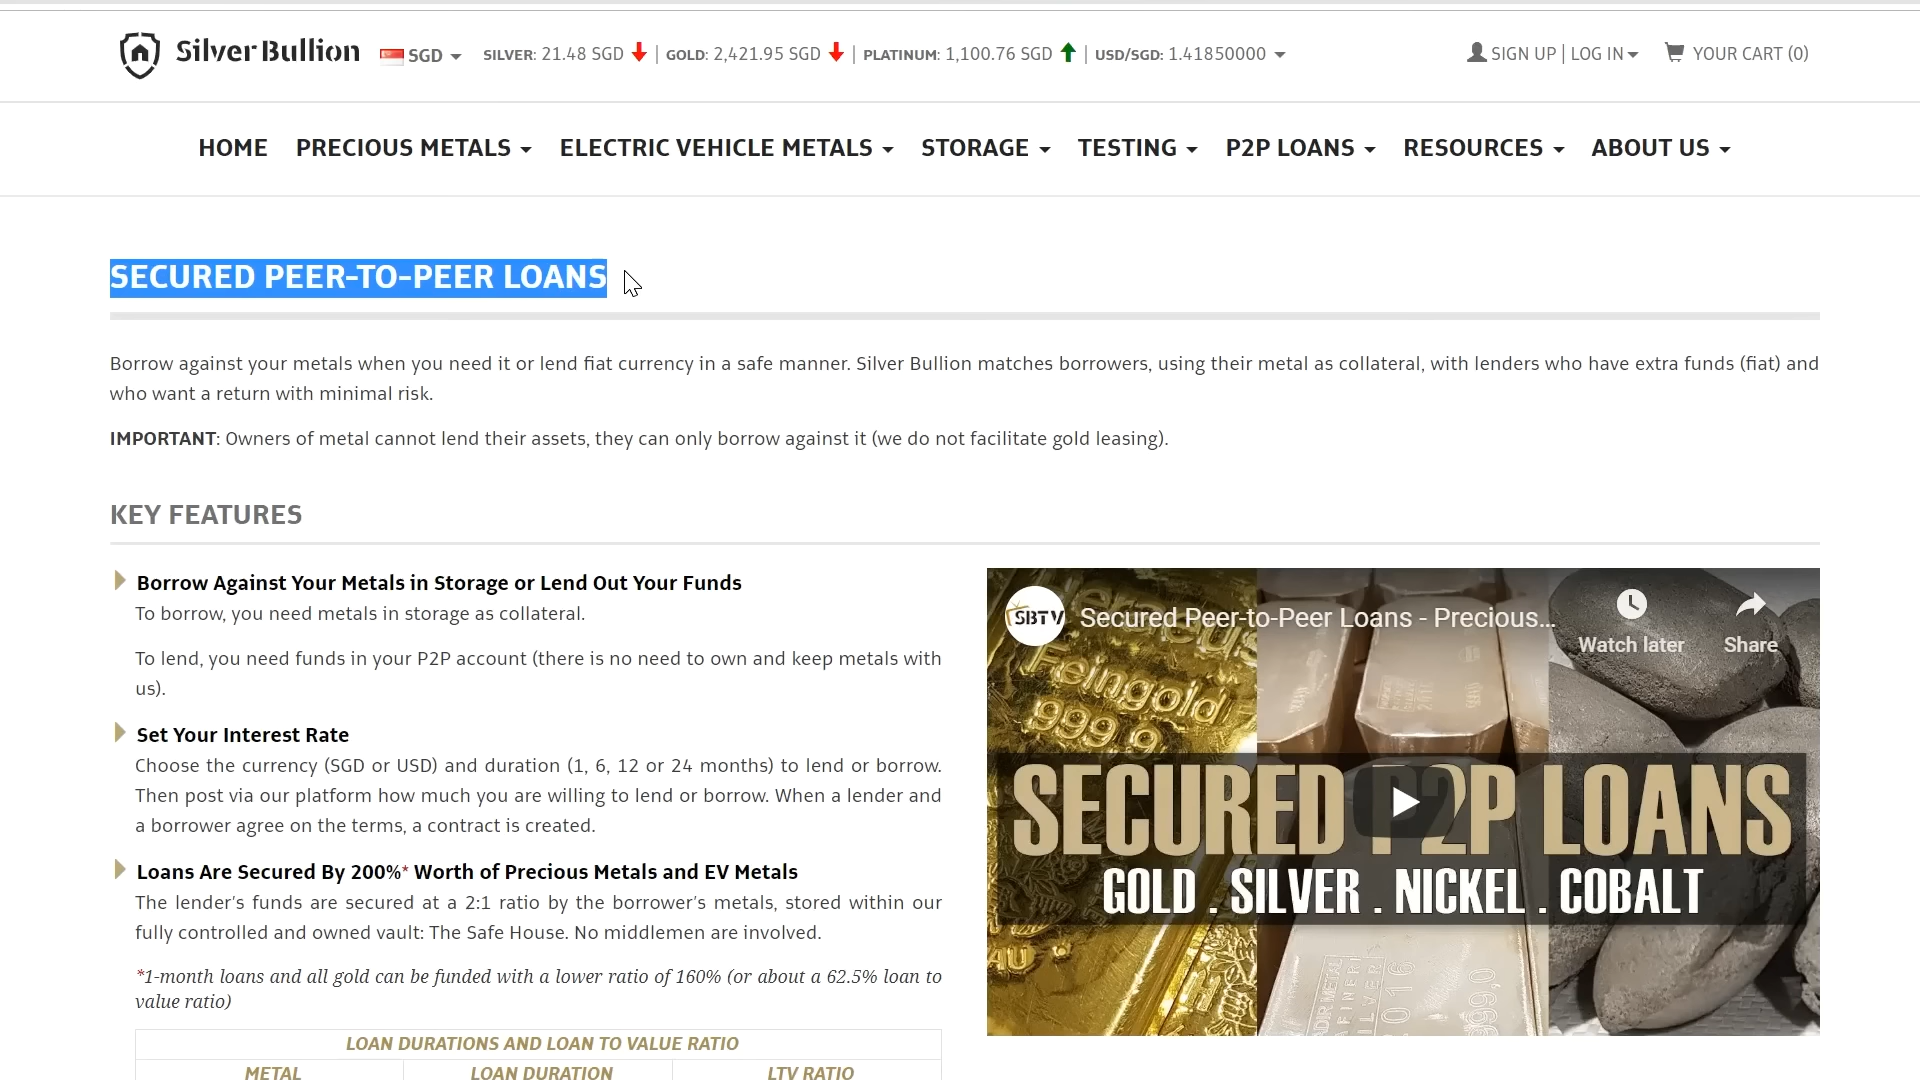 Silver Bullion SGD SILVER: 21.48 SGD | GOLD: 2,421.95 SGD | PLATINUM: 1,100.76 SGD | USD/SGD: 1.41850000 SIGN UP | LOG IN YOUR CART (0)
HOME PRECIOUS METALS ELECTRIC VEHICLE METALS STORAGE TESTING P2P LOANS RESOURCES ABOUT US
SECURED PEER-TO-PEER LOANS
Borrow against your metals when you need it or lend fiat currency in a safe manner. Silver Bullion matches borrowers, using their metal as collateral, with lenders who have extra funds (fiat) and
who want a return with minimal risk.
IMPORTANT: Owners of metal cannot lend their assets, they can only borrow against it (we do not facilitate gold leasing).
KEY FEATURES
Borrow Against Your Metals in Storage or Lend Out Your Funds
To borrow, you need metals in storage as collateral.
To lend, you need funds in your P2P account (there is no need to own and keep metals with
us).
Set Your Interest Rate
Choose the currency (SGD or USD) and duration (1, 6, 12 or 24 months) to lend or borrow.
Then post via our platform how much you are willing to lend or borrow. When a lender and
a borrower agree on the terms, a contract is created.
Loans Are Secured By 200%* Worth of Precious Metals and EV Metals
The lender's funds are secured at a 2:1 ratio by the borrower's metals, stored within our
fully controlled and owned vault: The Safe House. No middlemen are involved.
*1-month loans and all gold can be funded with a lower ratio of 160% (or about a 62.5% loan to
value ratio)
LOAN DURATIONS AND LOAN TO VALUE RATIO
METAL LOAN DURATION LTV RATIO
SBTV Secured Peer-to-Peer Loans - Precious...
Watch later Share
Feingold
999,9
SECURED P2P LOANS
GOLD . SILVER . NICKEL . COBALT
AU
2016
999,0